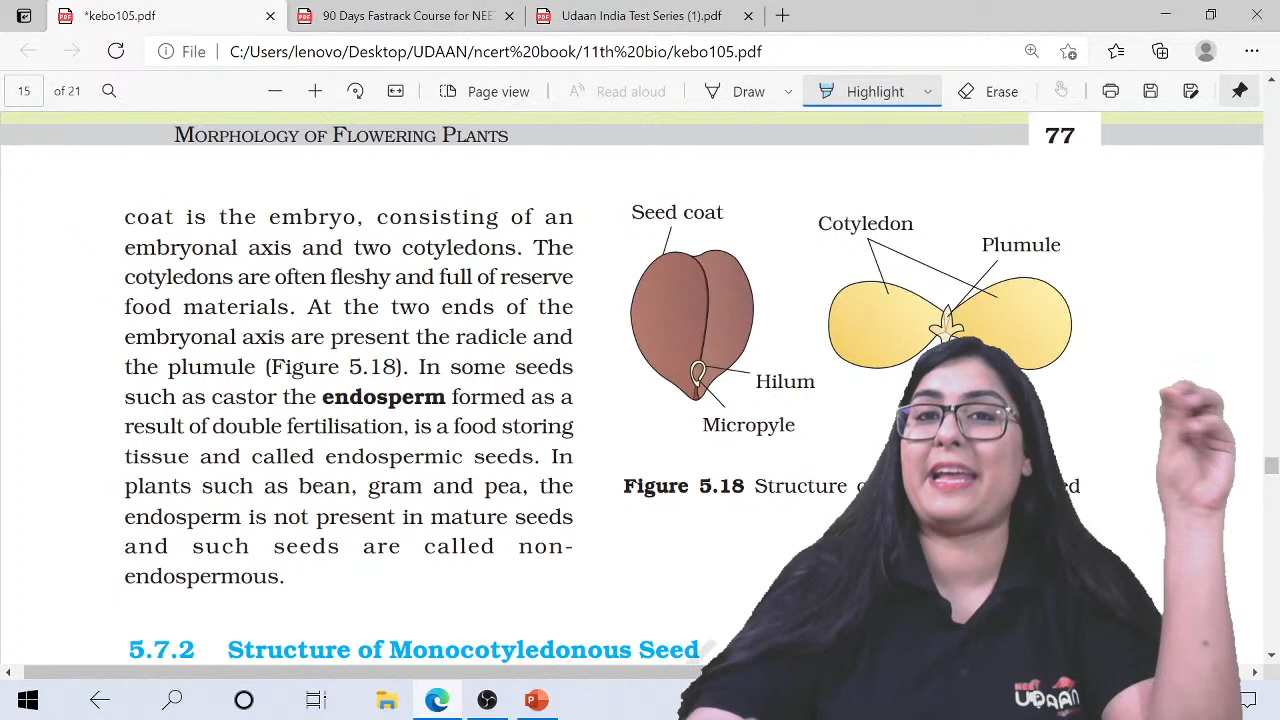 *kebo105.pdf
90 Days Fastrack Course for NEE
Udaan India Test Series (1).pdf
File
C:/Users/lenovo/Desktop/UDAAN/ncert%20book/11th%20bio/kebo105.pdf
15 of 21
Page view
Read aloud
Draw
Highlight
Erase
MORPHOLOGY OF FLOWERING PLANTS
77
coat is the embryo, consisting of an
embryonal axis and two cotyledons. The
cotyledons are often fleshy and full of reserve
food materials. At the two ends of the
embryonal axis are present the radicle and
the plumule (Figure 5.18). In some seeds
such as castor the endosperm formed as a
result of double fertilisation, is a food storing
tissue and called endospermic seeds. In
plants such as bean, gram and pea, the
endosperm is not present in mature seeds
and such seeds are called non-
endospermous.
Seed coat
Cotyledon
Plumule
Hilum
Micropyle
Figure 5.18 Structure
5.7.2 Structure of Monocotyledonous Seed
NEET
UDAAN